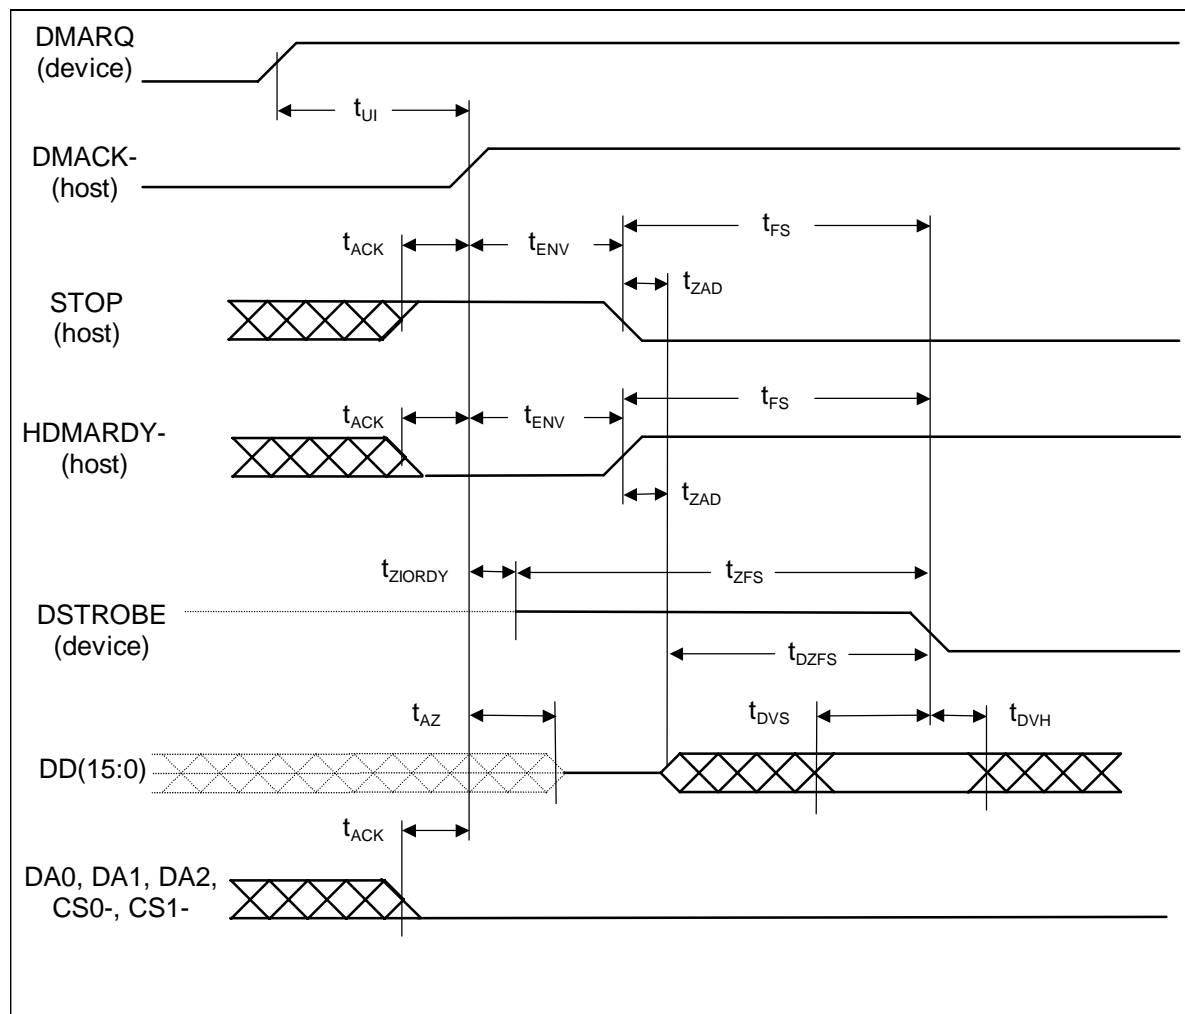 DMARQ
(device)
tUI
DMACK-
(host)
tFS
tACK
tENV
tZAD
STOP
(host)
tFS
tACK
tENV
HDMARDY-
(host)
tZAD
tZIORDY
tZFS
DSTROBE
(device)
tDZFS
tAZ
tDVS
tDVH
DD(15:0)
tACK
DA0, DA1, DA2,
CS0-, CS1-